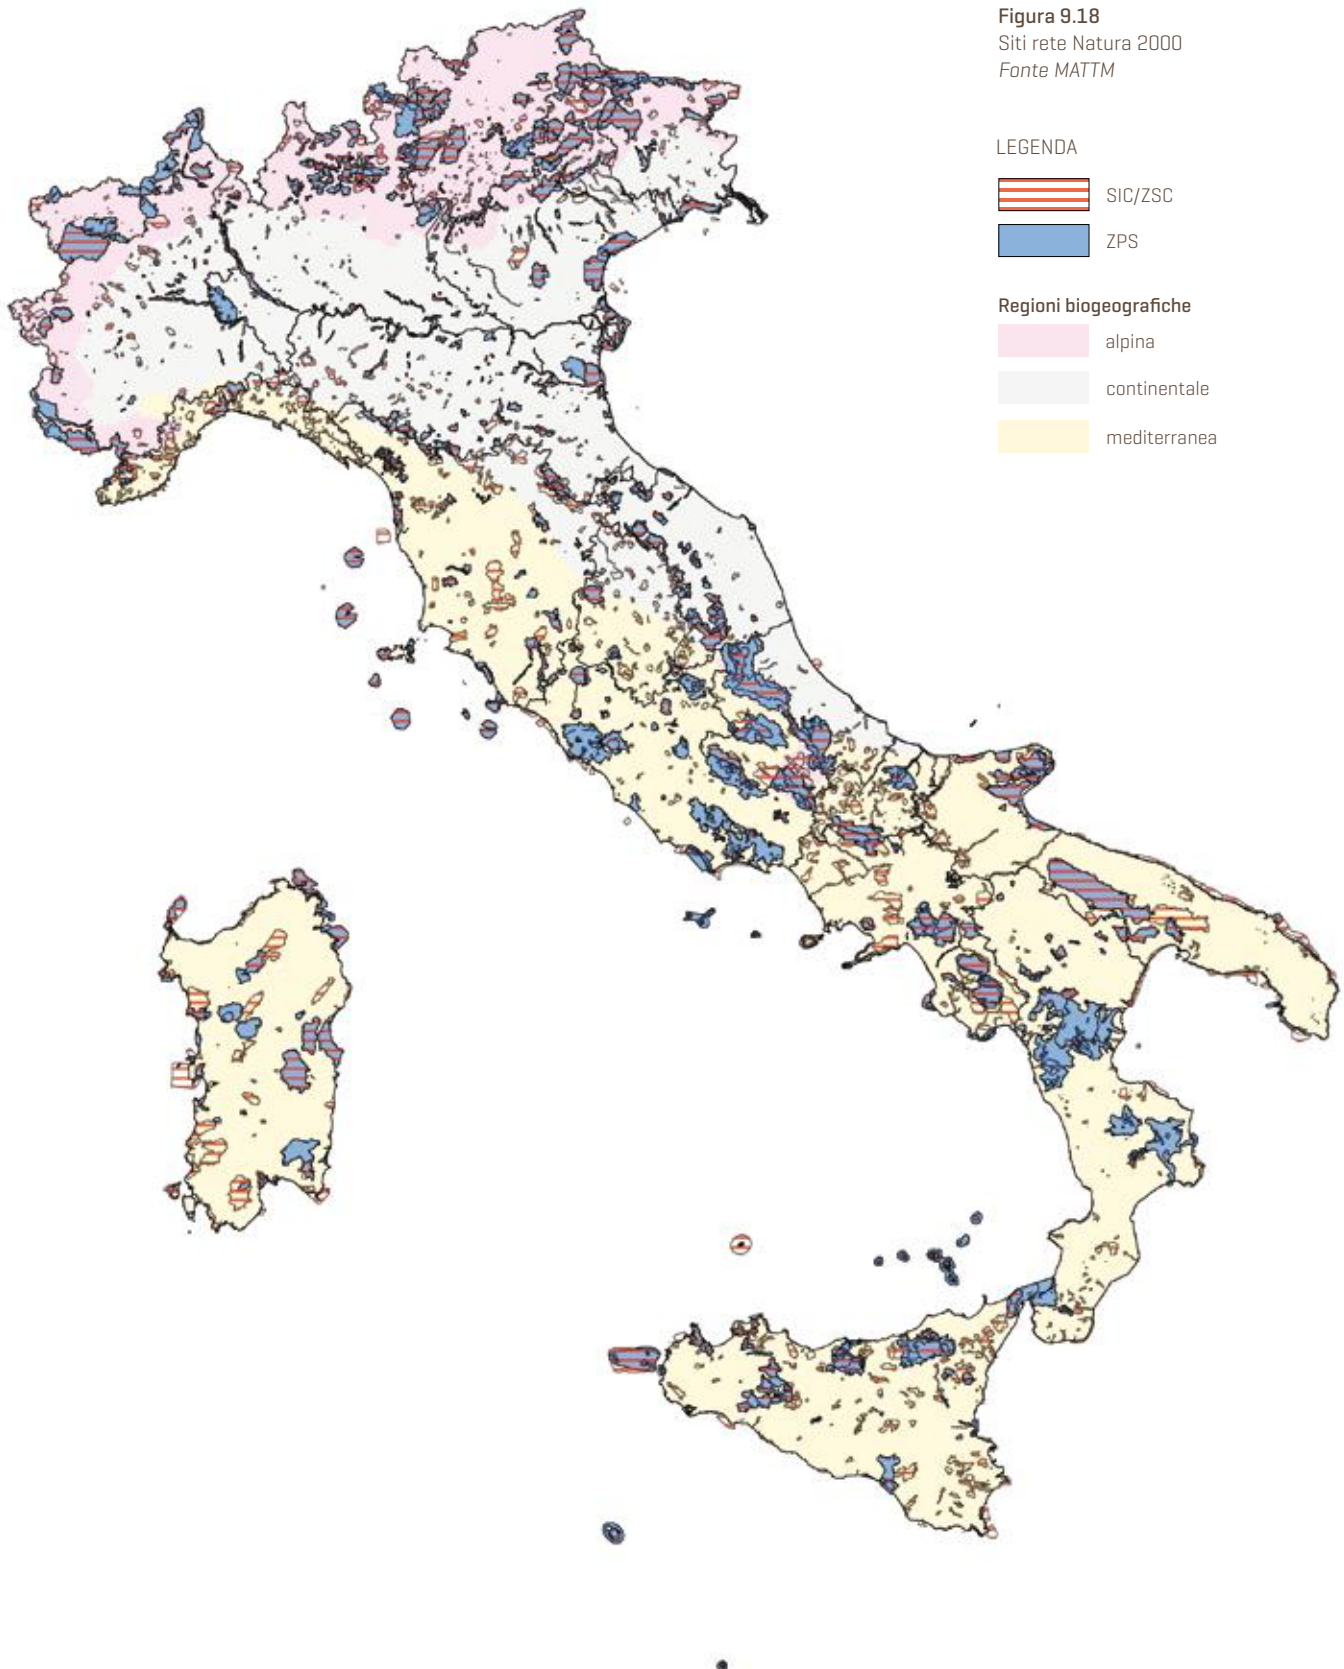 Figura 9.18
Siti rete Natura 2000
Fonte MATTM
LEGENDA
SIC/ZSC
ZPS
Regioni biogeografiche
alpina
continentale
mediterranea